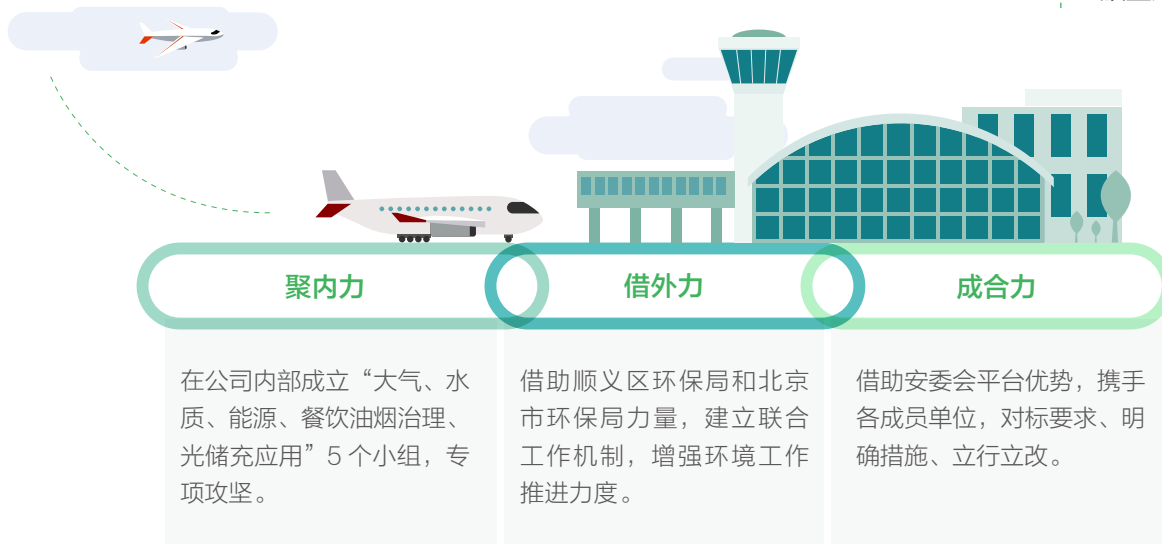 聚内力
在公司内部成立“大气、水
质、能源、餐饮油烟治理、
光储充应用”5 个小组，专
项攻坚。
借外力
借助顺义区环保局和北京
市环保局力量，建立联合
工作机制，增强环境工作
推进力度。
成合力
借助安委会平台优势，携手
各成员单位，对标要求、明
确措施、立行立改。